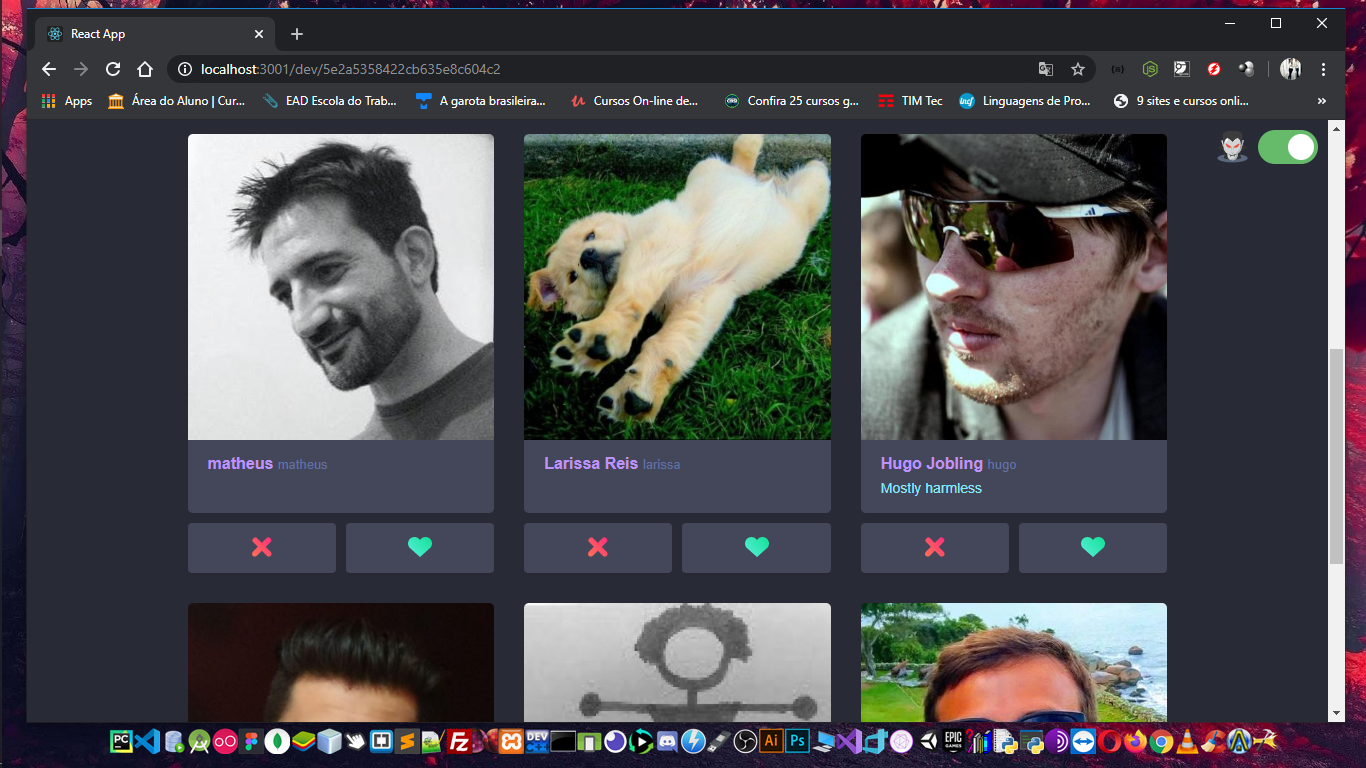 React App
localhost:3001/dev/5e2a5358422cb635e8c604c2
Apps
Área do Aluno | Cur...
EAD Escola do Trab...
A garota brasileira...
Cursos On-line de...
Confira 25 cursos g...
TIM Tec
Linguagens de Pro...
9 sites e cursos onli...
»
matheus matheus
Larissa Reis larissa
Hugo Jobling hugo
Mostly harmless